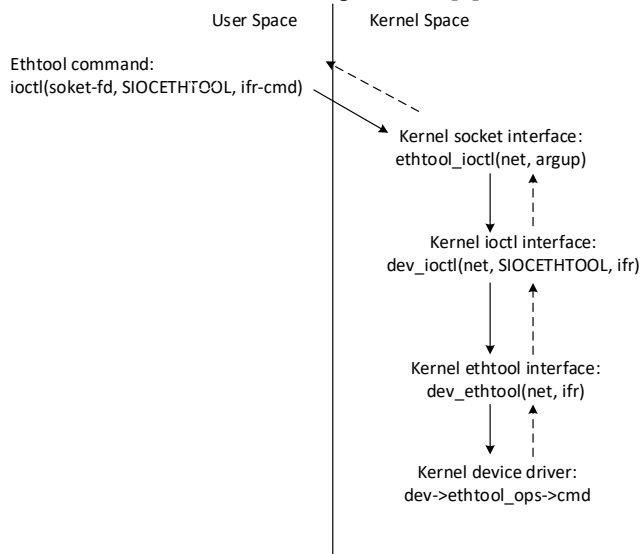 User Space
Kernel Space
Ethtool command:
ioctl(soket-fd, SIOCETHTOOL, ifr-cmd)
Kernel socket interface:
ethtool_ioctl(net, argup)
Kernel ioctl interface:
dev_ioctl(net, SIOCETHTOOL, ifr)
Kernel ethtool interface:
dev_ethtool(net, ifr)
Kernel device driver:
dev->ethtool_ops->cmd